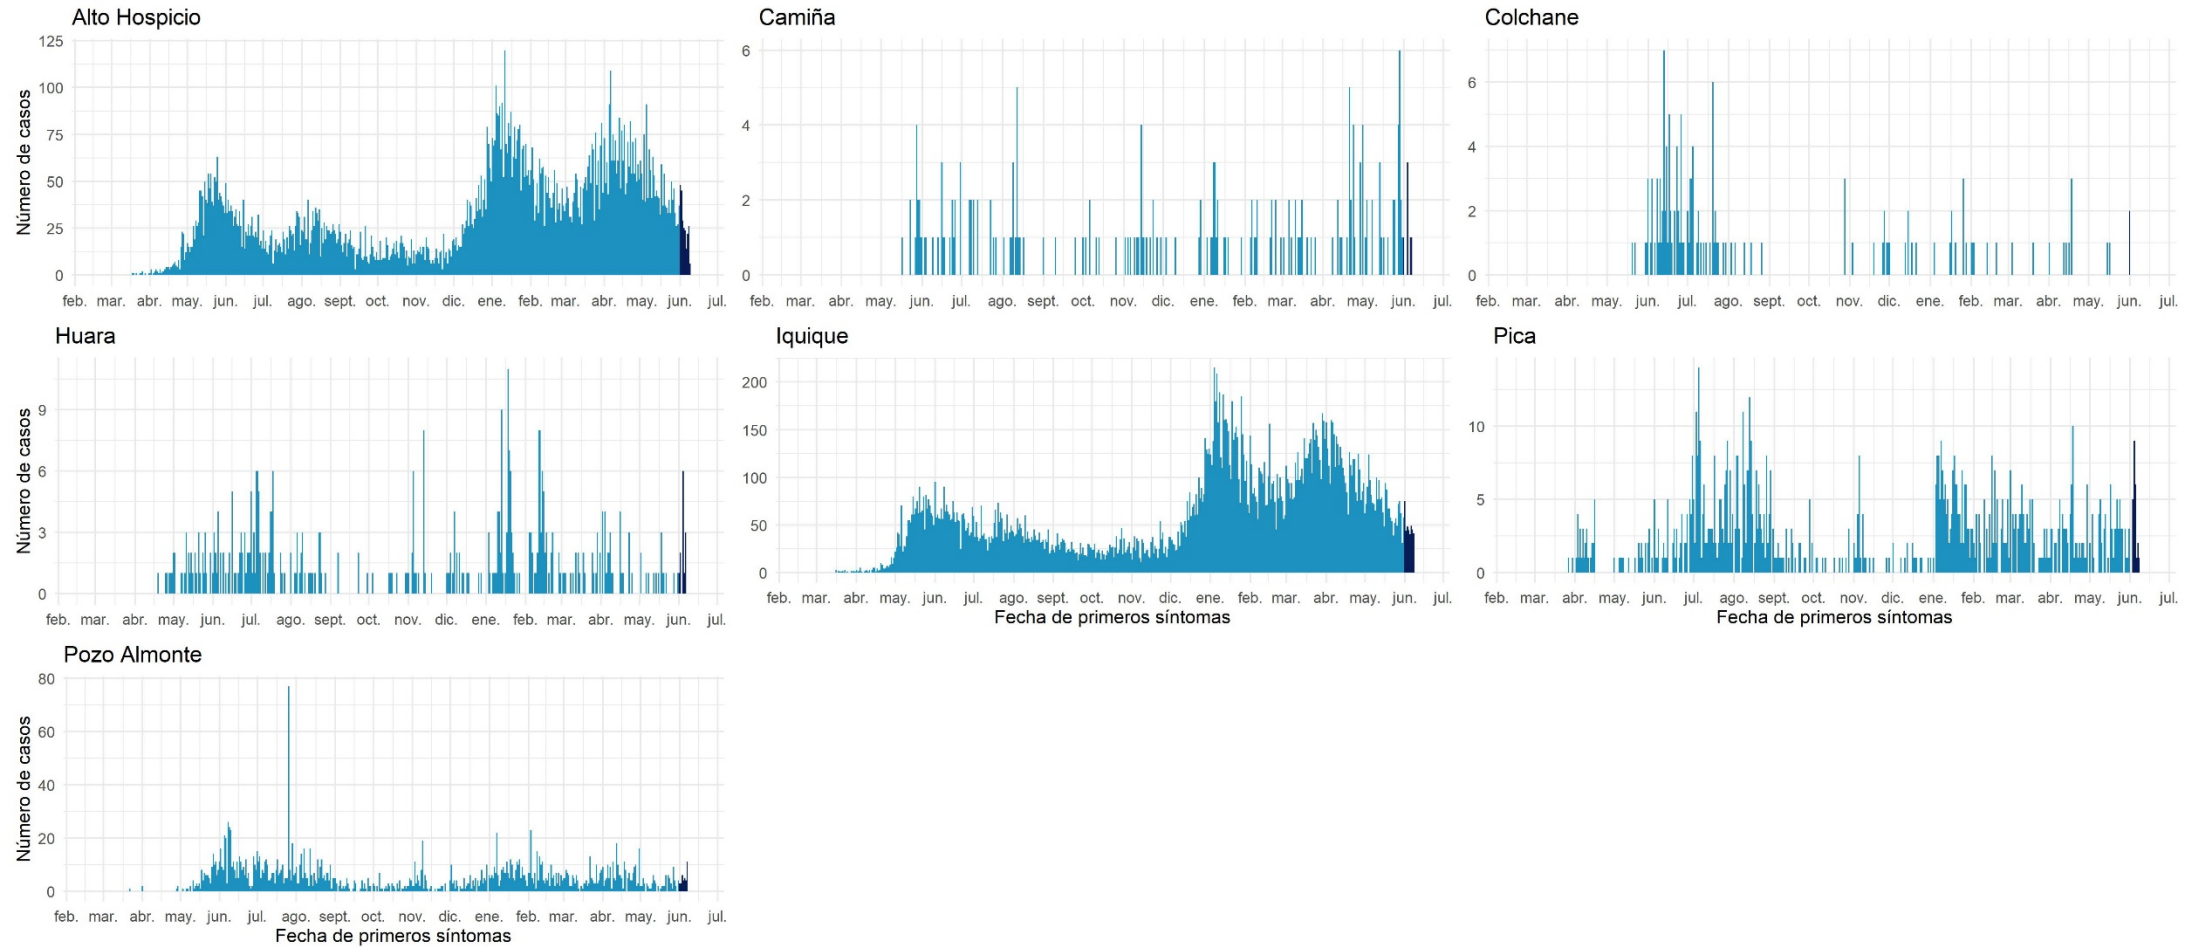 Alto Hospicio
Camiña
Colchane
Número de casos
125
100
75
50
25
0
feb. mar. abr. may. jun. jul. ago. sept. oct. nov. dic. ene. feb. mar. abr. may. jun. jul.
6
4
2
0
feb. mar. abr. may. jun. jul. ago. sept. oct. nov. dic. ene. feb. mar. abr. may. jun. jul.
6
4
2
0
feb. mar. abr. may. jun. jul. ago. sept. oct. nov. dic. ene. feb. mar. abr. may. jun. jul.
Huara
Iquique
Pica
Número de casos
9
6
3
0
feb. mar. abr. may. jun. jul. ago. sept. oct. nov. dic. ene. feb. mar. abr. may. jun. jul.
200
150
100
50
0
feb. mar. abr. may. jun. jul. ago. sept. oct. nov. dic. ene. feb. mar. abr. may. jun. jul.
Fecha de primeros síntomas
10
5
0
feb. mar. abr. may. jun. jul. ago. sept. oct. nov. dic. ene. feb. mar. abr. may. jun. jul.
Fecha de primeros síntomas
Pozo Almonte
Número de casos
80
60
40
20
0
feb. mar. abr. may. jun. jul. ago. sept. oct. nov. dic. ene. feb. mar. abr. may. jun. jul.
Fecha de primeros síntomas